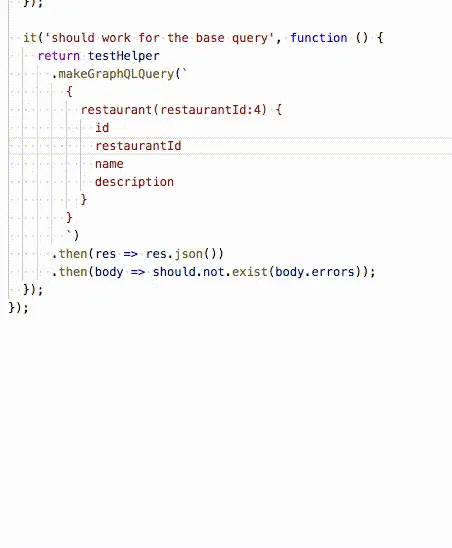 });
it('should work for the base query', function () {
return testHelper
.makeGraphQLQuery(`
{
restaurant(restaurantId:4) {
id
restaurantId
name
description
}
}
`)
.then(res => res.json())
.then(body => should.not.exist(body.errors));
});
});